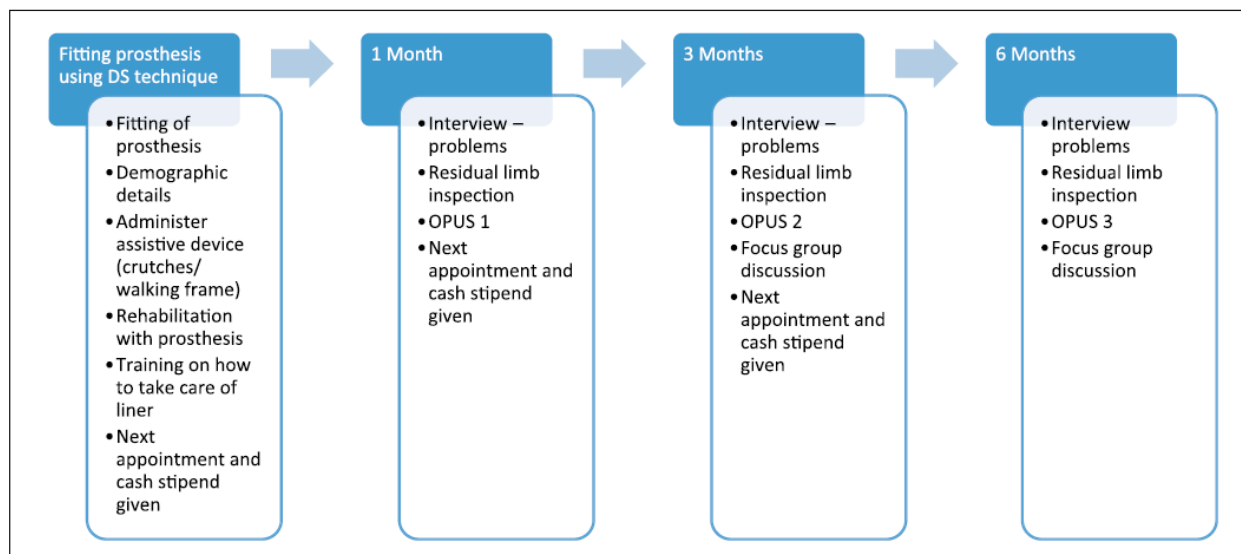 Fitting prosthesis
using DS technique
•Fitting of
prosthesis
•Demographic
details
•Administer
assistive device
(crutches/
walking frame)
•Rehabilitation
with prosthesis
•Training on how
to take care of
liner
•Next
appointment and
cash stipend
given
1 Month
•Interview –
problems
•Residual limb
inspection
•OPUS 1
•Next
appointment and
cash stipend
given
3 Months
•Interview –
problems
•Residual limb
inspection
•OPUS 2
•Focus group
discussion
•Next
appointment and
cash stipend
given
6 Months
•Interview
problems
•Residual limb
inspection
•OPUS 3
•Focus group
discussion